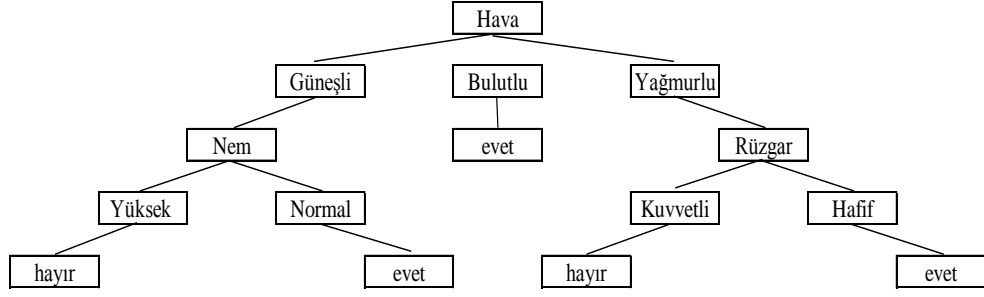 Hava
Güneşli Bulutlu Yağmurlu
Nem evet Rüzgar
Yüksek Normal Kuvvetli Hafif
hayır evet hayır evet